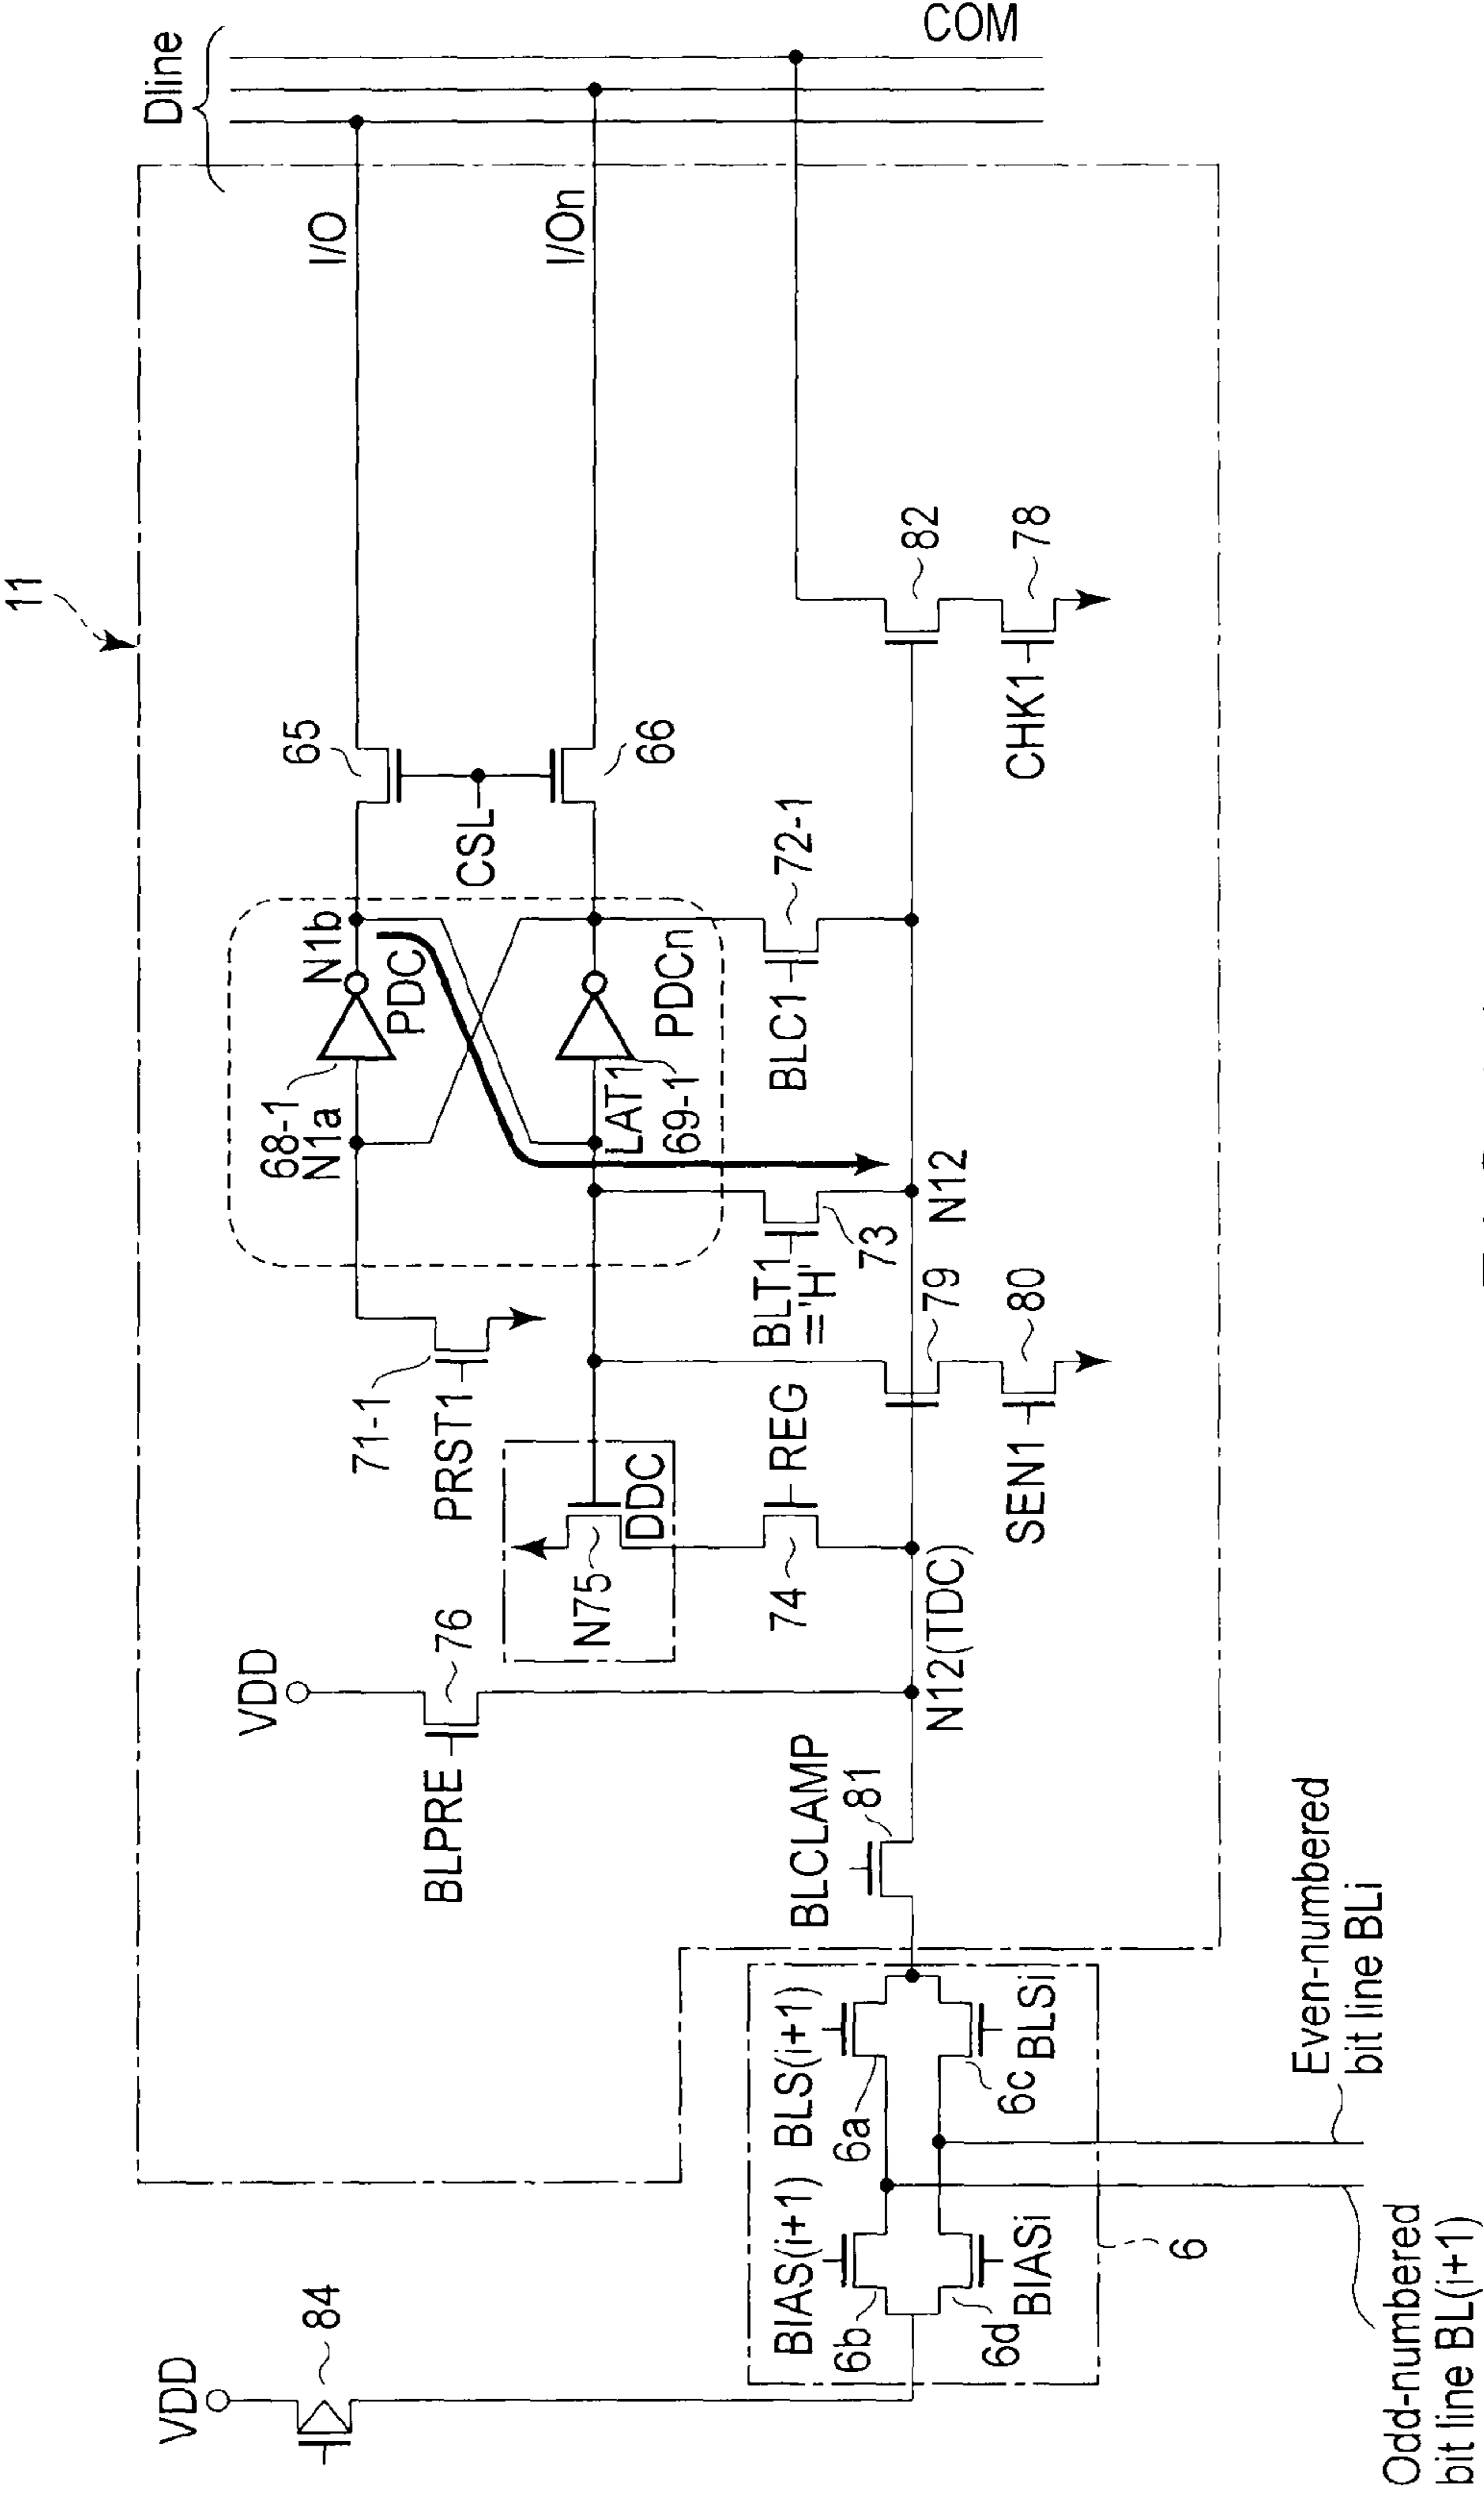 11
Dline
COM
I/O
I/On
65
66
CSL
82
78
CHK1
N1b
PDC
68-1
N1a
PDCn
LAT1
69-1
BLC1
72-1
71-1
PRST1
BLT1
='H'
73
N12
79
80
SEN1
REG
DDC
N75
74
VDD
76
BLPRE
N12(TDC)
BLCLAMP
81
VDD
84
BIAS(i+1)
BLS(i+1)
6a
6b
6c
BLSi
6d
BIASi
6
Even-numbered
bit line BLi
Odd-numbered
bit line BL(i+1)